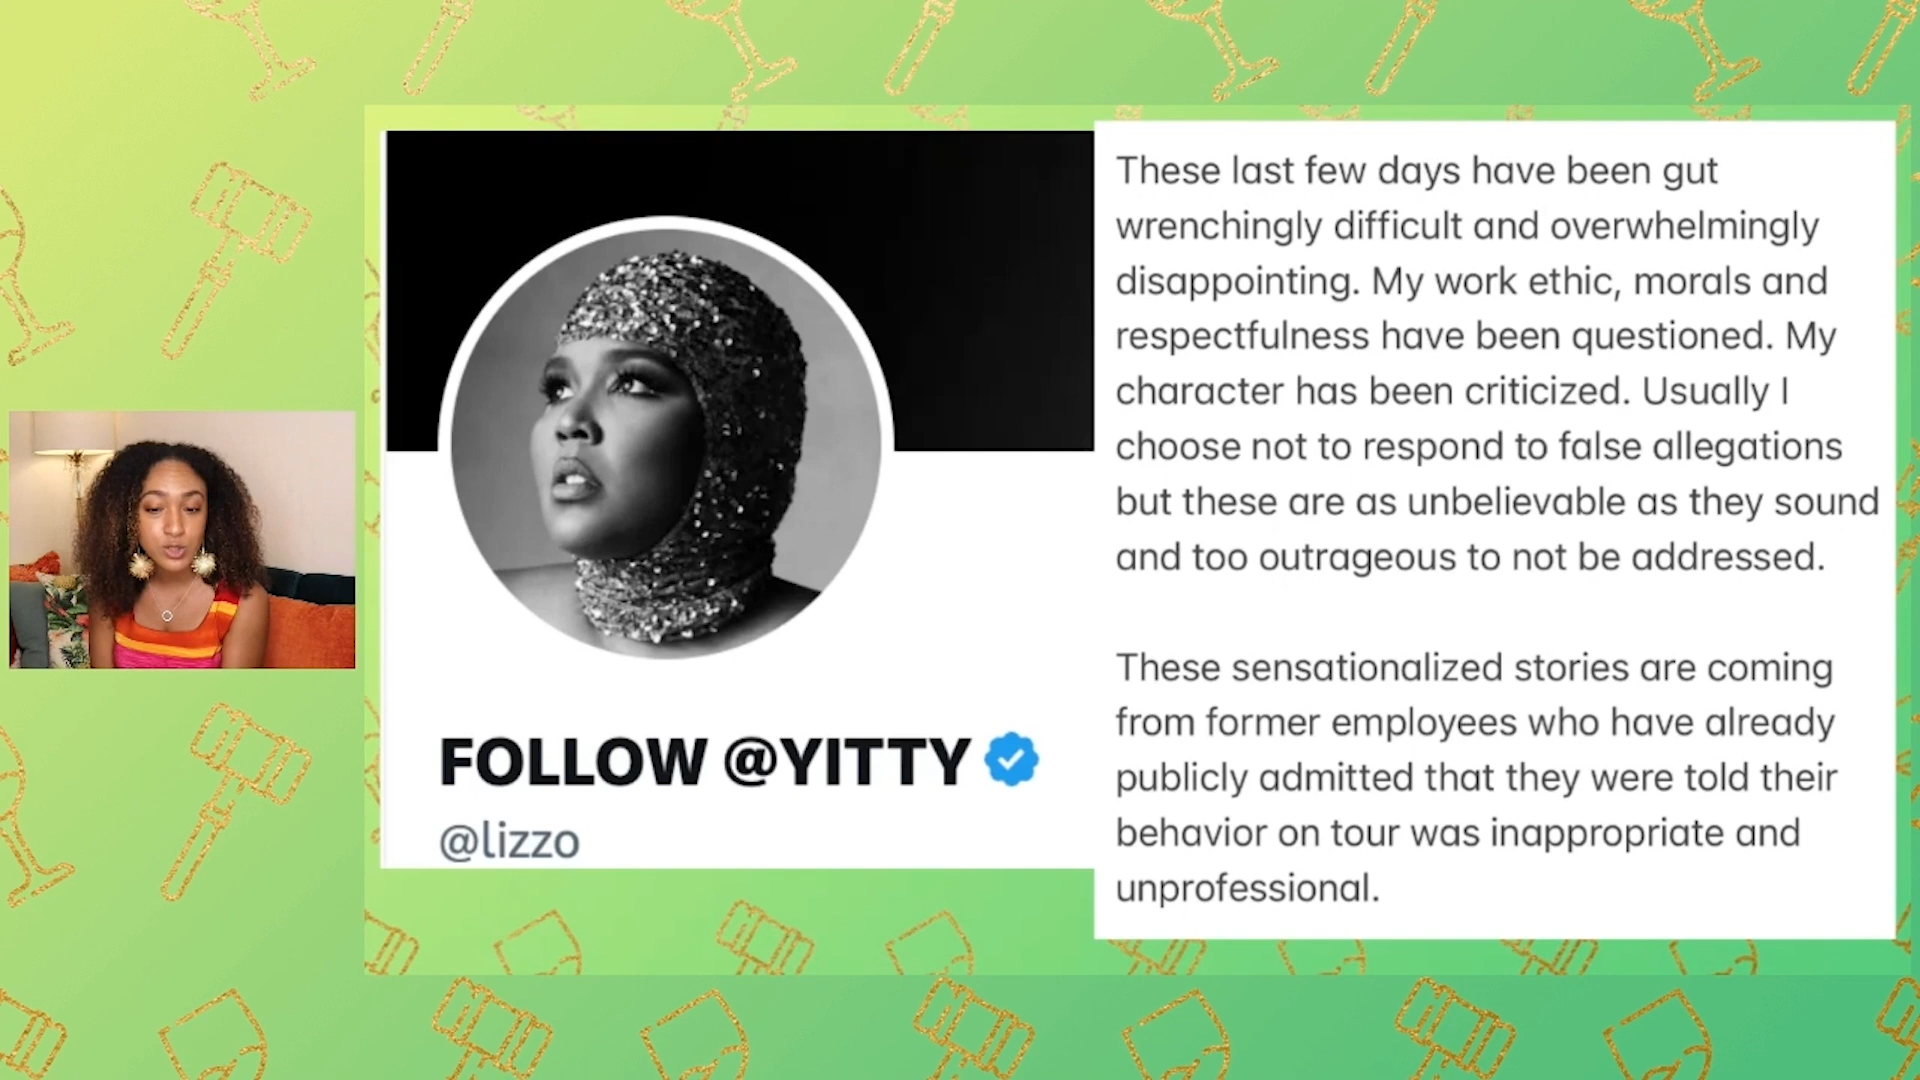 FOLLOW @YITTY
@lizzo
These last few days have been gut
wrenchingly difficult and overwhelmingly
disappointing. My work ethic, morals and
respectfulness have been questioned. My
character has been criticized. Usually I
choose not to respond to false allegations
but these are as unbelievable as they sound
and too outrageous to not be addressed.
These sensationalized stories are coming
from former employees who have already
publicly admitted that they were told their
behavior on tour was inappropriate and
unprofessional.